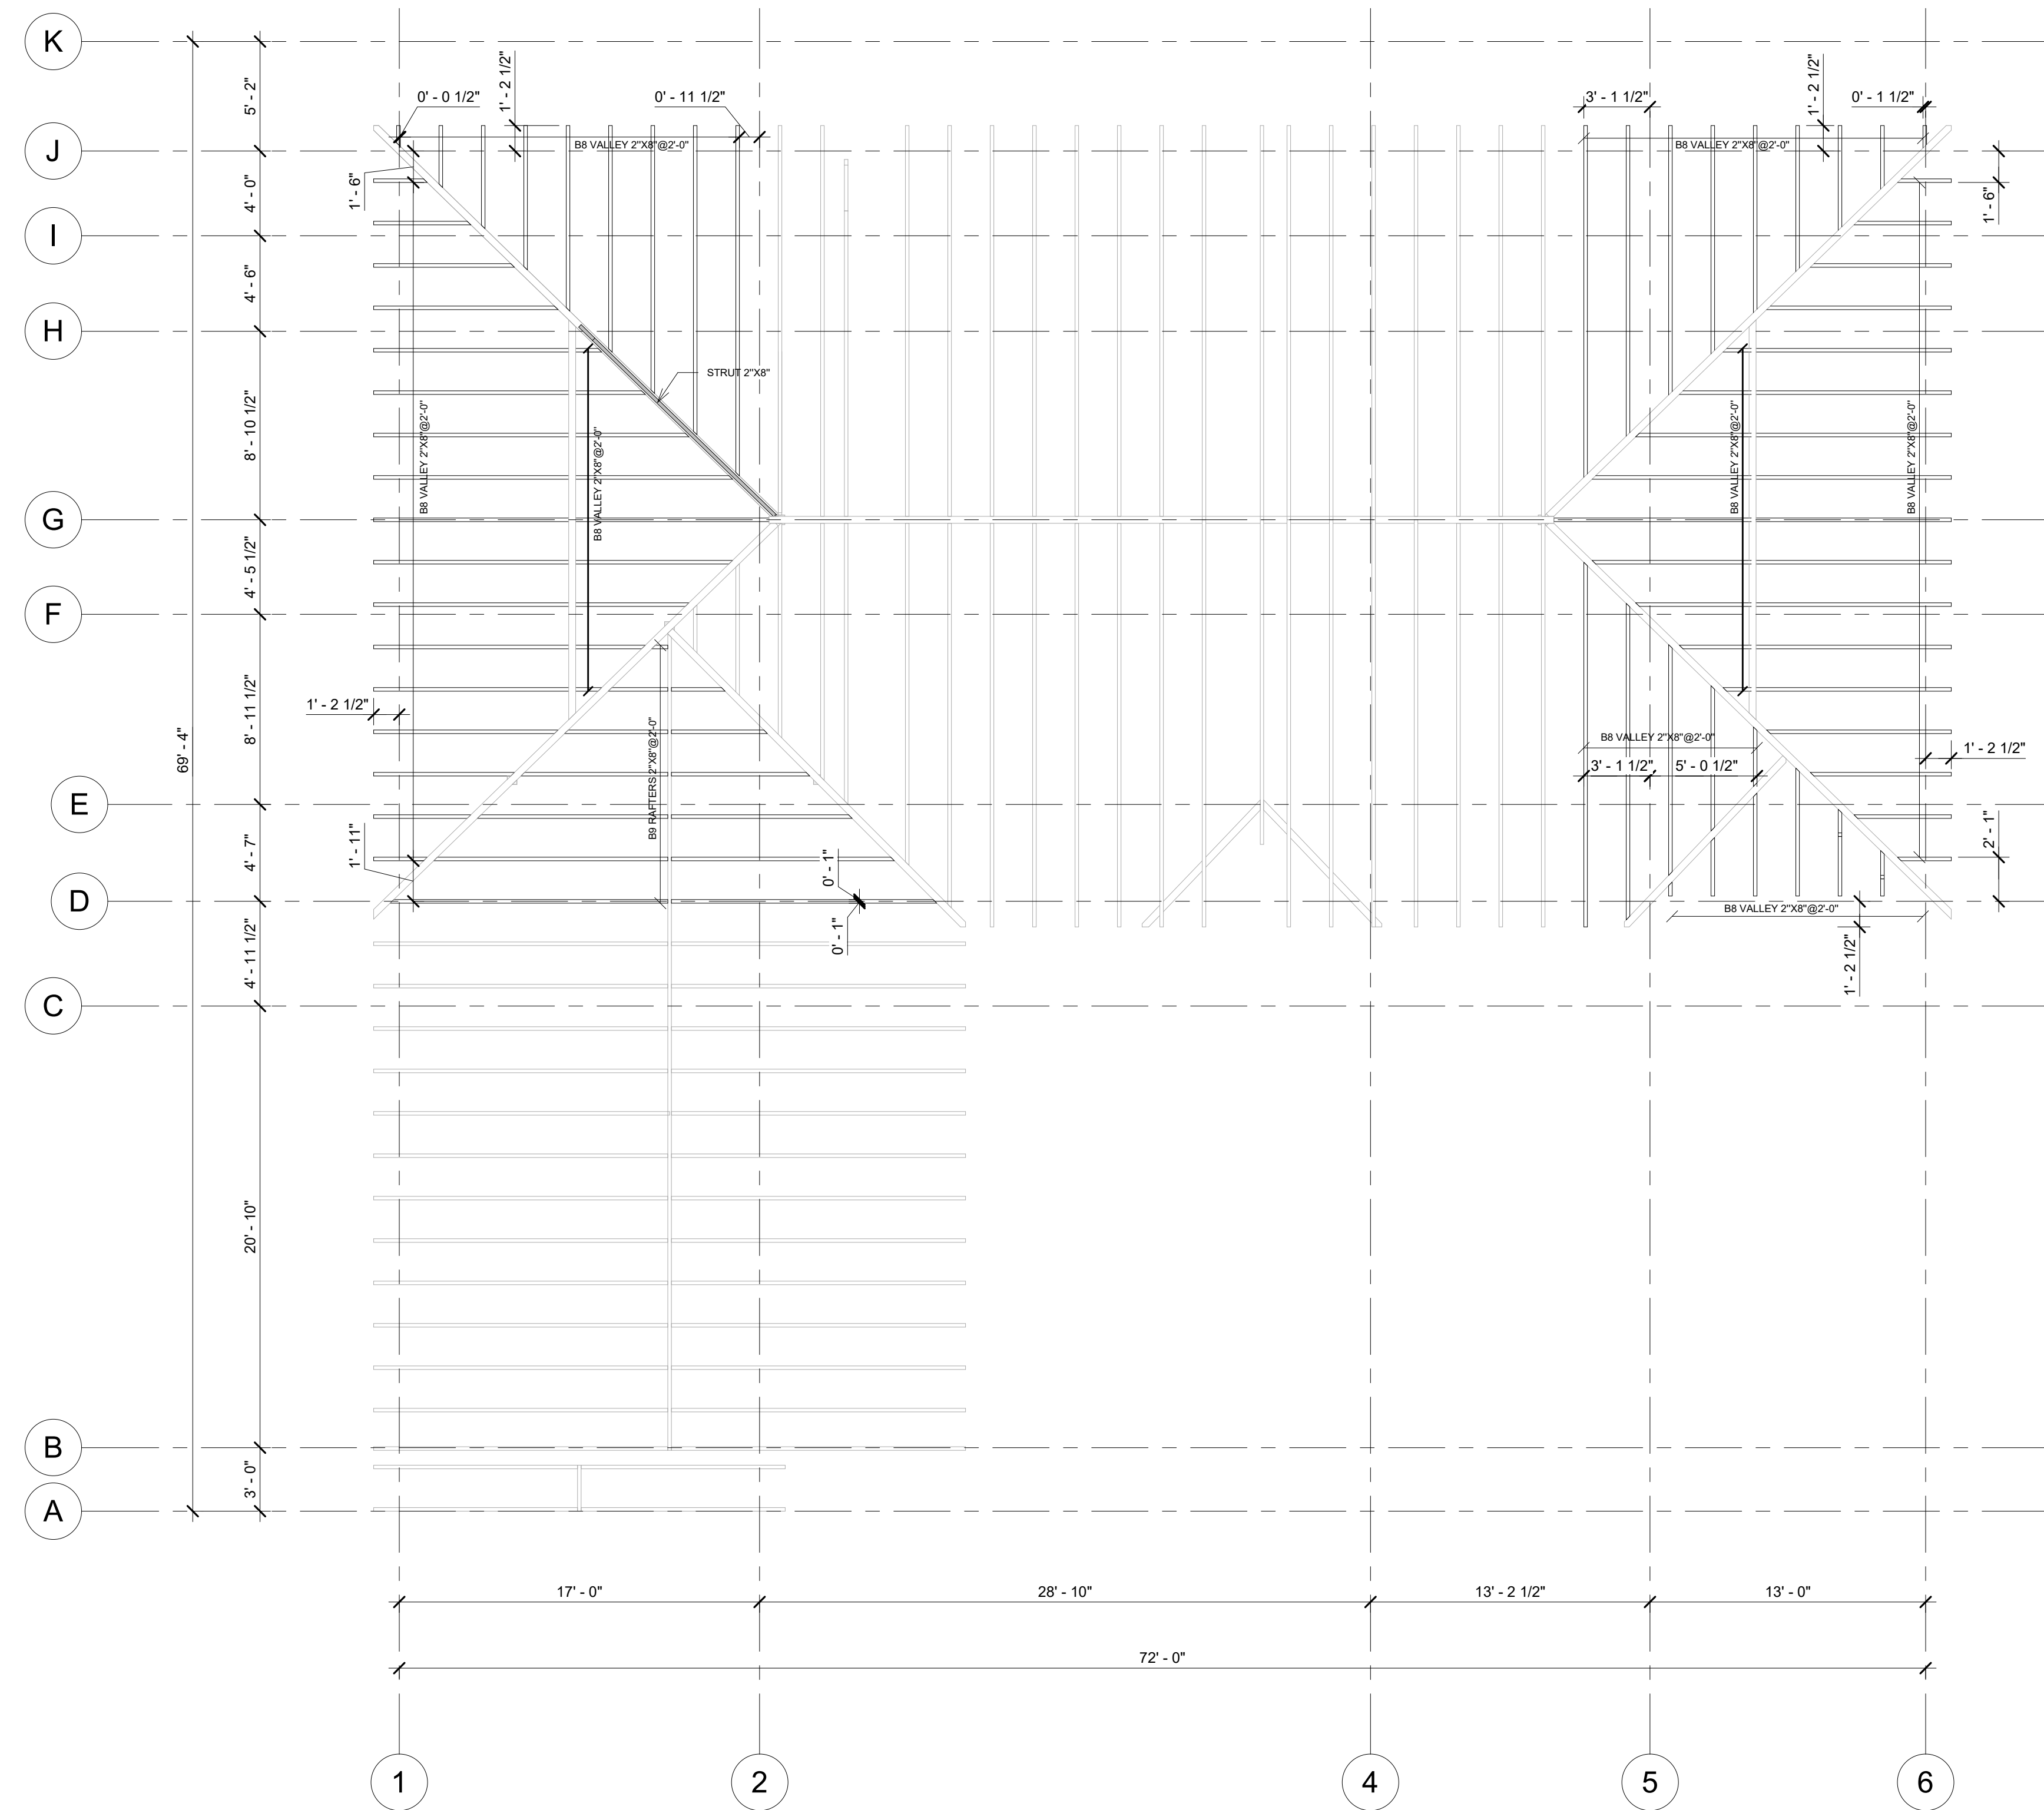 K
5' - 2"
0' - 0 1/2"
1' - 2 1/2"
0' - 11 1/2"
3' - 1 1/2"
1' - 2 1/2"
0' - 1 1/2"
J
B8 VALLEY 2"X8"@2'-0"
B8 VALLEY 2"X8"@2'-0"
1' - 6"
4' - 0"
1' - 6"
I
4' - 6"
H
STRUT 2"X8"
8' - 10 1/2"
B8 VALLEY 2"X8"@2'-0"
B8 VALLEY 2"X8"@2'-0"
B8 VALLEY 2"X8"@2'-0"
B8 VALLEY 2"X8"@2'-0"
G
4' - 5 1/2"
F
8' - 11 1/2"
1' - 2 1/2"
69' - 4"
B9 RAFTERS 2"X8"@2'-0"
B8 VALLEY 2"X8"@2'-0"
1' - 2 1/2"
3' - 1 1/2"
5' - 0 1/2"
E
4' - 7"
1' - 11"
0' - 1"
2' - 1"
D
B8 VALLEY 2"X8"@2'-0"
0' - 1"
4' - 11 1/2"
1' - 2 1/2"
C
20' - 10"
B
3' - 0"
A
17' - 0"
28' - 10"
13' - 2 1/2"
13' - 0"
72' - 0"
1
2
4
5
6